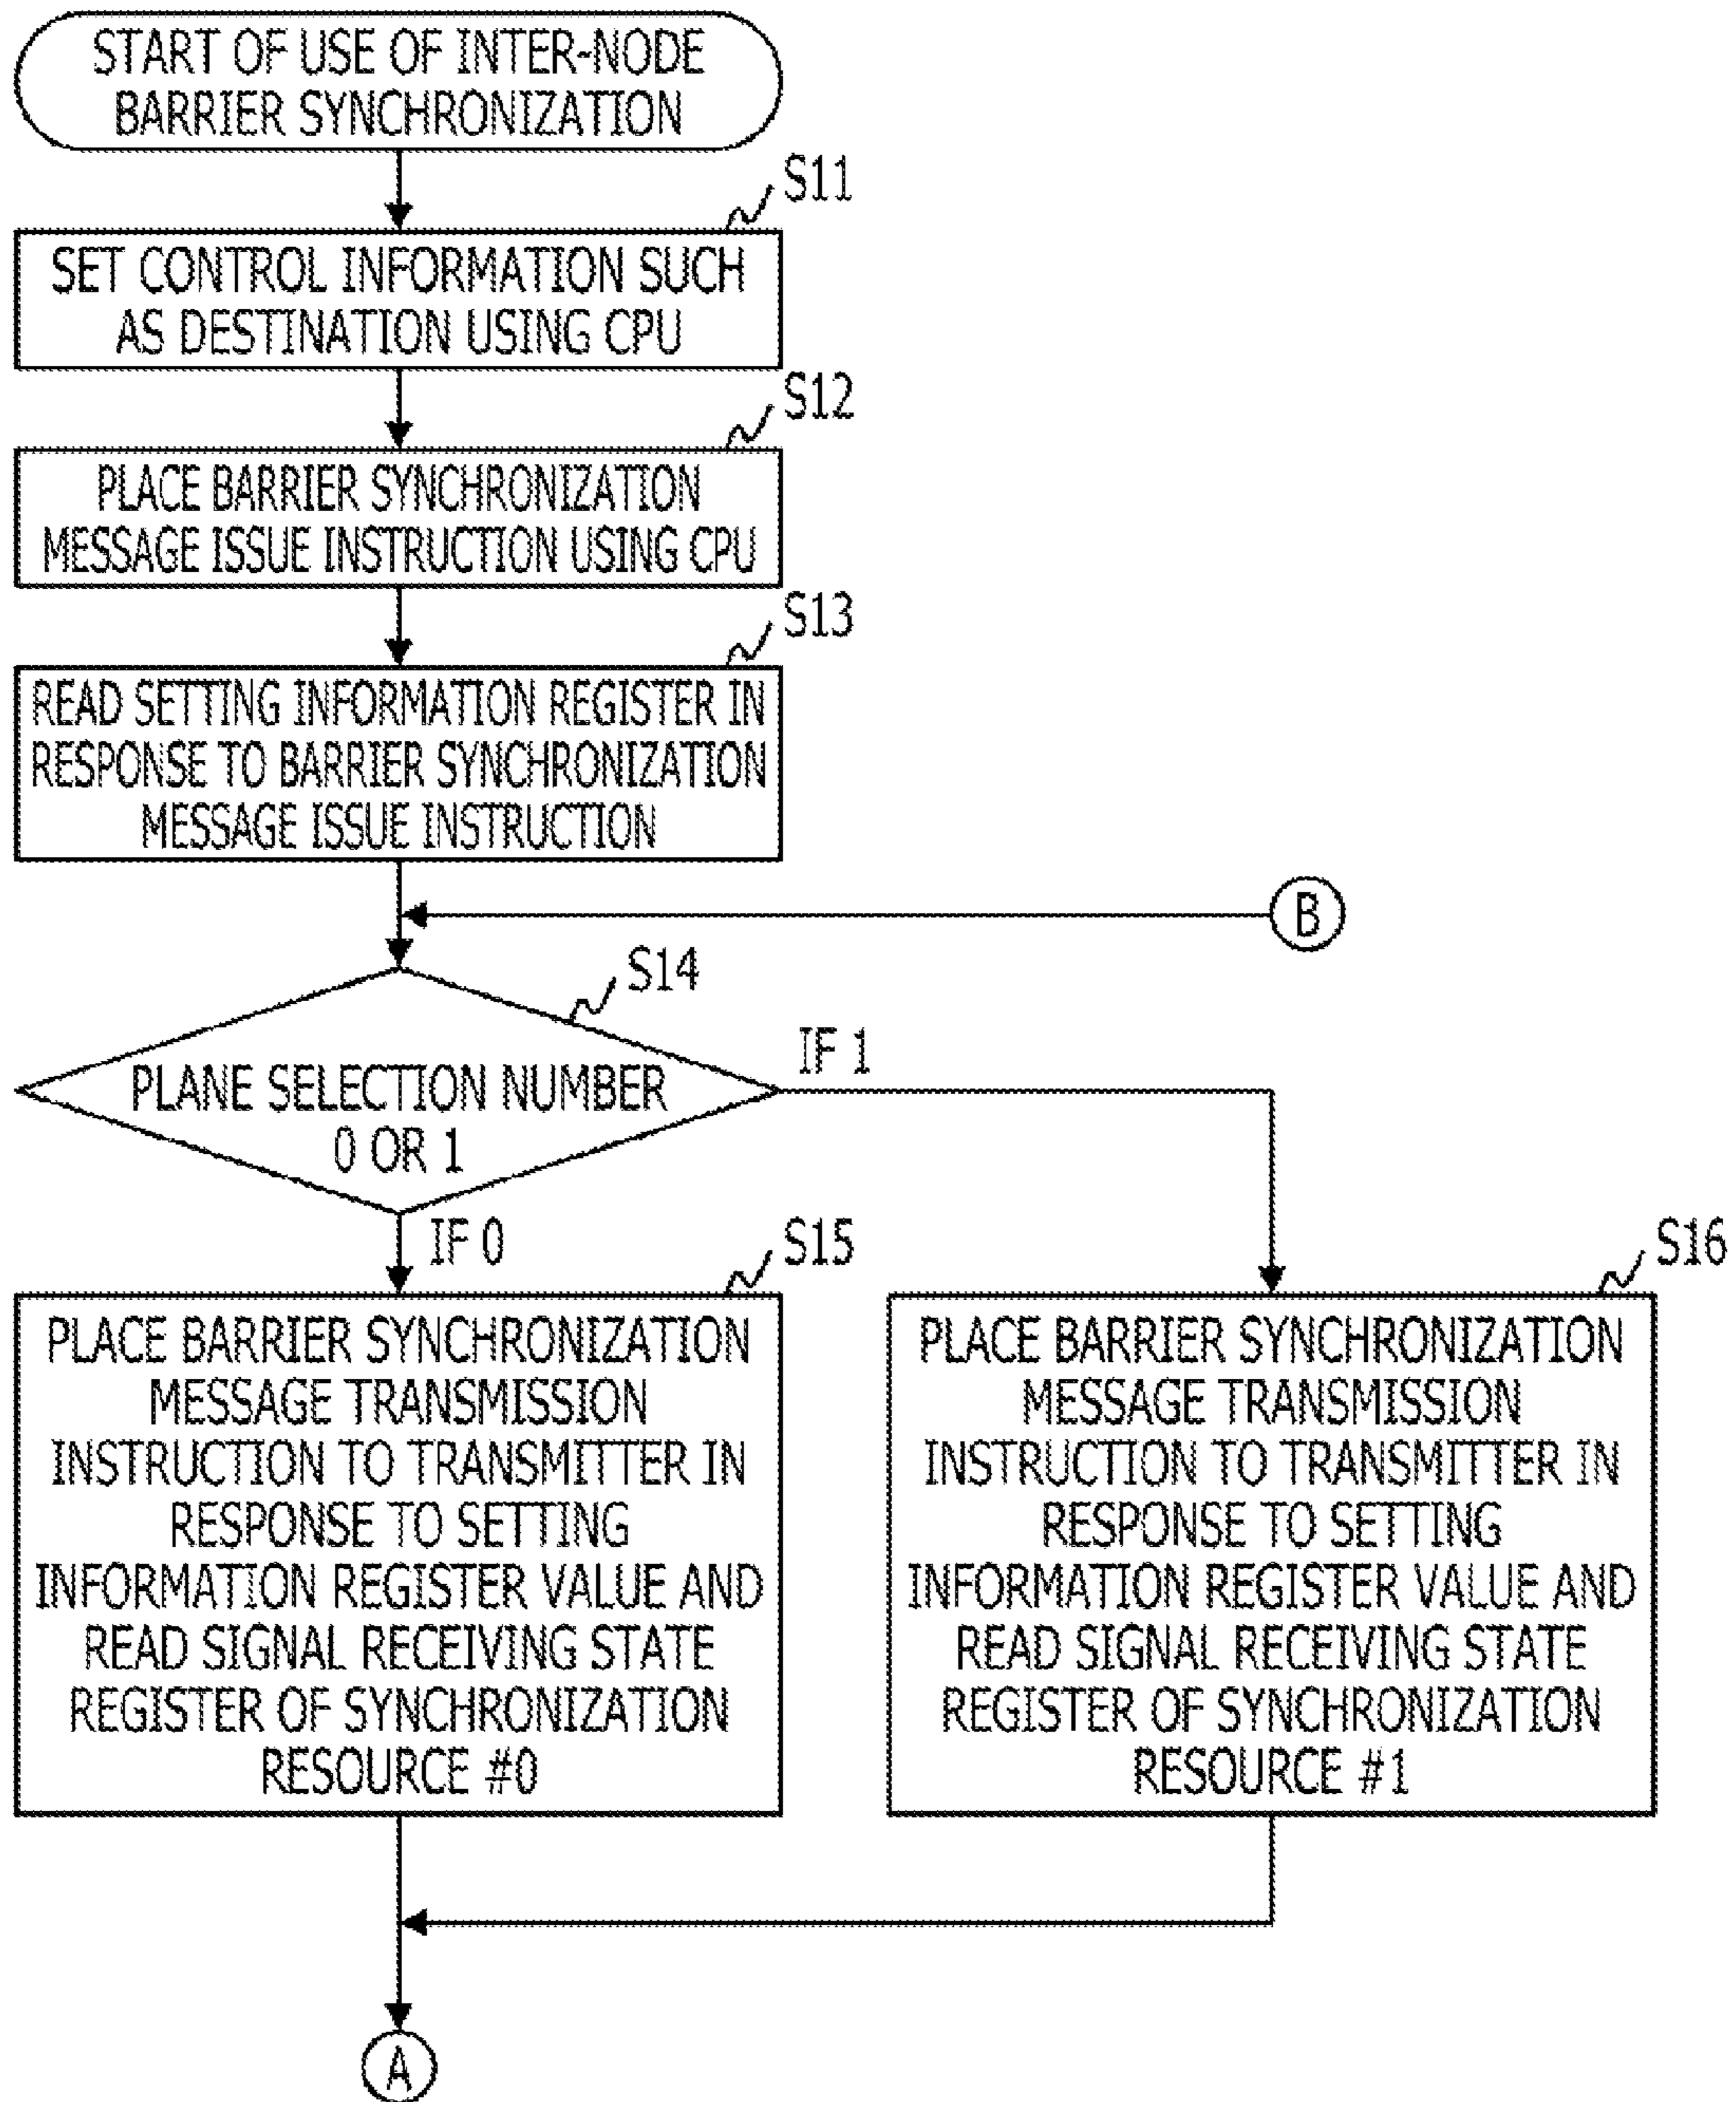 START OF USE OF INTER-NODE
BARRIER SYNCHRONIZATION
S11
SET CONTROL INFORMATION SUCH
AS DESTINATION USING CPU
S12
PLACE BARRIER SYNCHRONIZATION
MESSAGE ISSUE INSTRUCTION USING CPU
S13
READ SETTING INFORMATION REGISTER IN
RESPONSE TO BARRIER SYNCHRONIZATION
MESSAGE ISSUE INSTRUCTION
B
S14
PLANE SELECTION NUMBER
0 OR 1
IF 1
IF 0
S15
PLACE BARRIER SYNCHRONIZATION
MESSAGE TRANSMISSION
INSTRUCTION TO TRANSMITTER IN
RESPONSE TO SETTING
INFORMATION REGISTER VALUE AND
READ SIGNAL RECEIVING STATE
REGISTER OF SYNCHRONIZATION
RESOURCE #0
S16
PLACE BARRIER SYNCHRONIZATION
MESSAGE TRANSMISSION
INSTRUCTION TO TRANSMITTER IN
RESPONSE TO SETTING
INFORMATION REGISTER VALUE AND
READ SIGNAL RECEIVING STATE
REGISTER OF SYNCHRONIZATION
RESOURCE #1
A